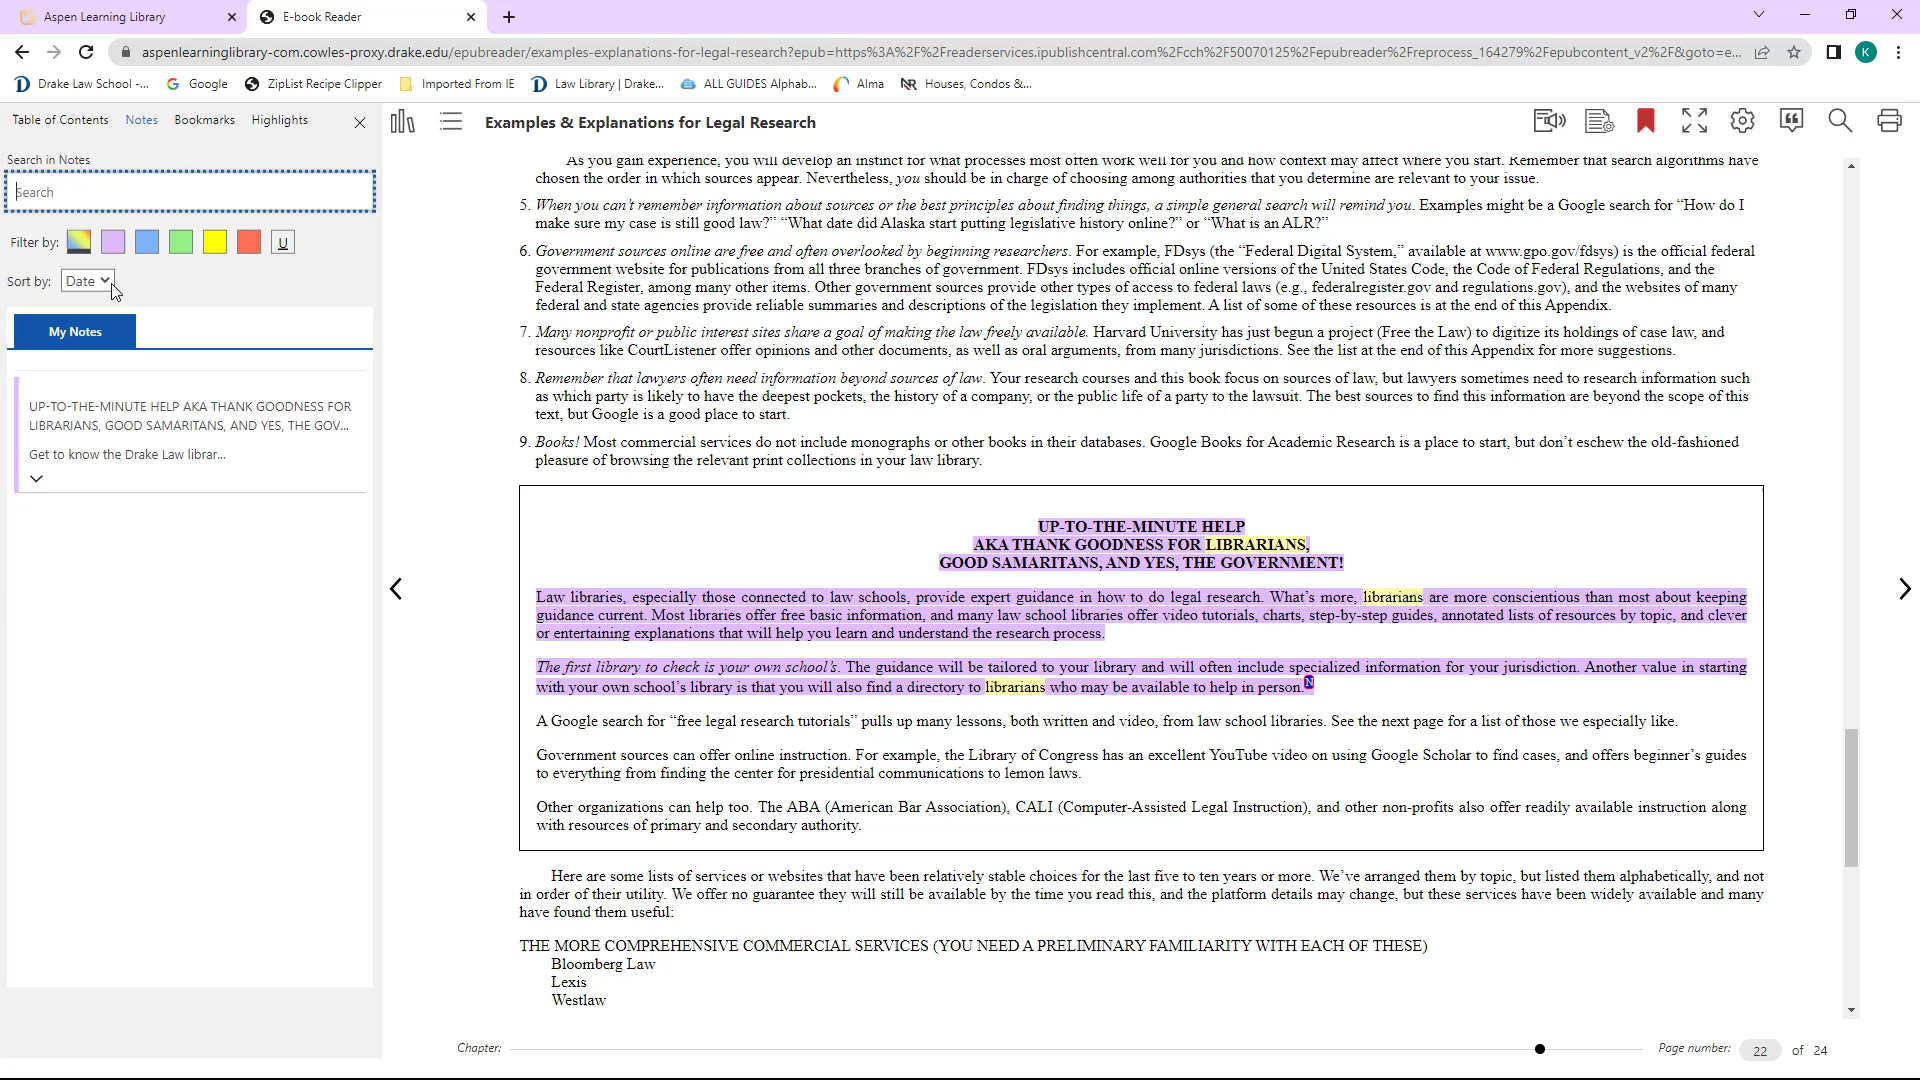 Aspen Learning Library
E-book Reader
aspenlearninglibrary-com.cowles-proxy.drake.edu/epubreader/examples-explanations-for-legal-research?epub=https%3A%2F%2Freaderservices.ipublishcentral.com%2Fcch%2F50070125%2Fepubreader%2Freprocess_164279%2Fepubcontent_v2%2F&goto=e...
K
Drake Law School -...
Google
ZipList Recipe Clipper
Imported From IE
Law Library | Drake...
ALL GUIDES Alphab...
Alma
Houses, Condos &...
Table of Contents
Notes
Bookmarks
Highlights
Examples & Explanations for Legal Research
Search in Notes
Search
Filter by:
U
Sort by:
Date
My Notes
UP-TO-THE-MINUTE HELP AKA THANK GOODNESS FOR
LIBRARIANS, GOOD SAMARITANS, AND YES, THE GOV...
Get to know the Drake Law librar...
As you gain experience, you will develop an instinct for what processes most often work well for you and how context may affect where you start. Remember that search algorithms have
chosen the order in which sources appear. Nevertheless, you should be in charge of choosing among authorities that you determine are relevant to your issue.
5. When you can't remember information about sources or the best principles about finding things, a simple general search will remind you. Examples might be a Google search for “How do I
make sure my case is still good law?” “What date did Alaska start putting legislative history online?” or “What is an ALR?”
6. Government sources online are free and often overlooked by beginning researchers. For example, FDsys (the “Federal Digital System,” available at www.gpo.gov/fdsys) is the official federal
government website for publications from all three branches of government. FDsys includes official online versions of the United States Code, the Code of Federal Regulations, and the
Federal Register, among many other items. Other government sources provide other types of access to federal laws (e.g., federalregister.gov and regulations.gov), and the websites of many
federal and state agencies provide reliable summaries and descriptions of the legislation they implement. A list of some of these resources is at the end of this Appendix.
7. Many nonprofit or public interest sites share a goal of making the law freely available. Harvard University has just begun a project (Free the Law) to digitize its holdings of case law, and
resources like CourtListener offer opinions and other documents, as well as oral arguments, from many jurisdictions. See the list at the end of this Appendix for more suggestions.
8. Remember that lawyers often need information beyond sources of law. Your research courses and this book focus on sources of law, but lawyers sometimes need to research information such
as which party is likely to have the deepest pockets, the history of a company, or the public life of a party to the lawsuit. The best sources to find this information are beyond the scope of this
text, but Google is a good place to start.
9. Books! Most commercial services do not include monographs or other books in their databases. Google Books for Academic Research is a place to start, but don't eschew the old-fashioned
pleasure of browsing the relevant print collections in your law library.
UP-TO-THE-MINUTE HELP
AKA THANK GOODNESS FOR LIBRARIANS,
GOOD SAMARITANS, AND YES, THE GOVERNMENT!
Law libraries, especially those connected to law schools, provide expert guidance in how to do legal research. What's more, librarians are more conscientious than most about keeping
guidance current. Most libraries offer free basic information, and many law school libraries offer video tutorials, charts, step-by-step guides, annotated lists of resources by topic, and clever
or entertaining explanations that will help you learn and understand the research process.
The first library to check is your own school's. The guidance will be tailored to your library and will often include specialized information for your jurisdiction. Another value in starting
with your own school's library is that you will also find a directory to librarians who may be available to help in person. N
A Google search for “free legal research tutorials” pulls up many lessons, both written and video, from law school libraries. See the next page for a list of those we especially like.
Government sources can offer online instruction. For example, the Library of Congress has an excellent YouTube video on using Google Scholar to find cases, and offers beginner's guides
to everything from finding the center for presidential communications to lemon laws.
Other organizations can help too. The ABA (American Bar Association), CALI (Computer-Assisted Legal Instruction), and other non-profits also offer readily available instruction along
with resources of primary and secondary authority.
Here are some lists of services or websites that have been relatively stable choices for the last five to ten years or more. We've arranged them by topic, but listed them alphabetically, and not
in order of their utility. We offer no guarantee they will still be available by the time you read this, and the platform details may change, but these services have been widely available and many
have found them useful:
THE MORE COMPREHENSIVE COMMERCIAL SERVICES (YOU NEED A PRELIMINARY FAMILIARITY WITH EACH OF THESE)
Bloomberg Law
Lexis
Westlaw
Chapter:
Page number: 22 of 24